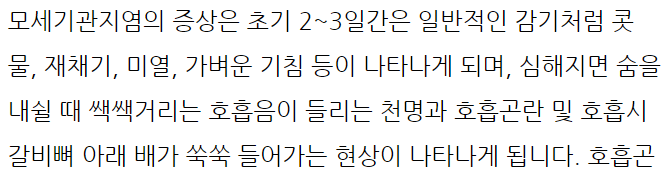 모세기관지염의 증상은 초기 2~3일간은 일반적인 감기처럼 콧
물, 재채기, 미열, 가벼운 기침 등이 나타나게 되며, 심해지면 숨을
내쉴 때 쌕쌕거리는 호흡음이 들리는 천명과 호흡곤란 및 호흡시
갈비뼈 아래 배가 쑥쑥 들어가는 현상이 나타나게 됩니다. 호흡곤